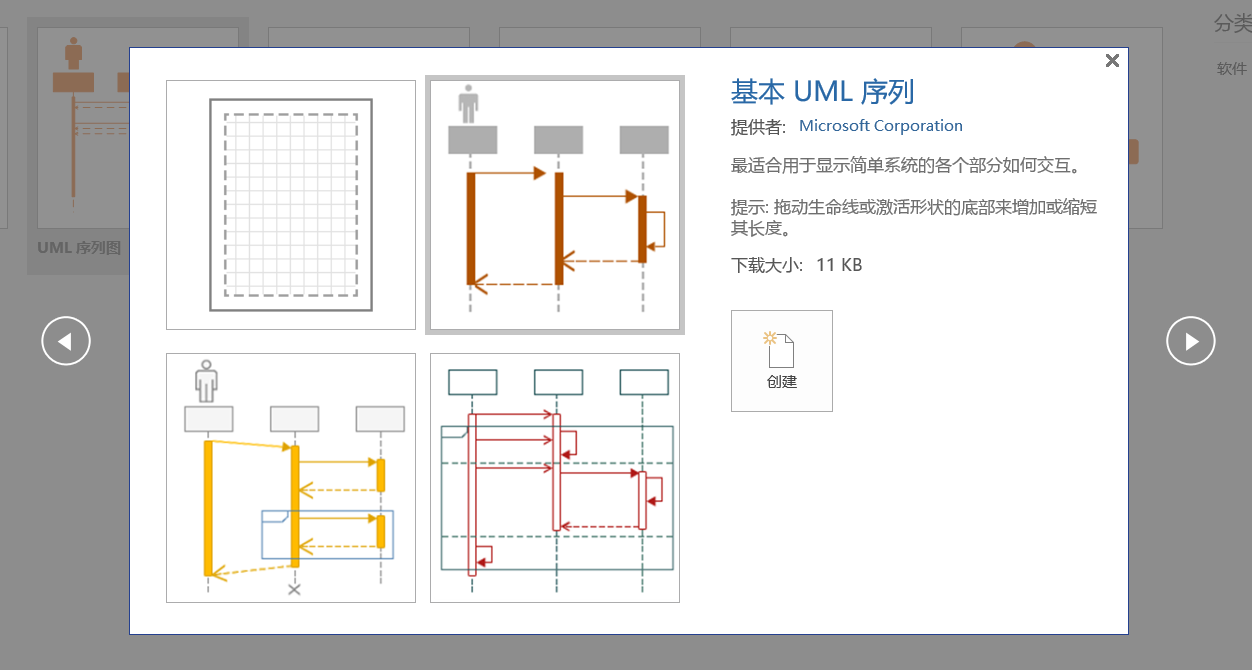 分类
软件
UML 序列图
基本 UML 序列
提供者: Microsoft Corporation
最适合用于显示简单系统的各个部分如何交互。
提示: 拖动生命线或激活形状的底部来增加或缩短
其长度。
下载大小: 11 KB
创建